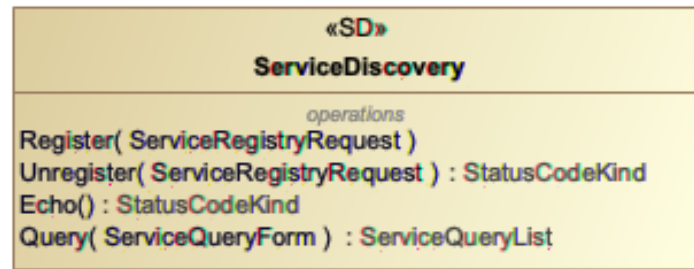 «SD»
ServiceDiscovery
operations
Register( ServiceRegistryRequest )
Unregister( ServiceRegistryRequest ) : StatusCodeKind
Echo() : StatusCodeKind
Query( ServiceQueryForm ) : ServiceQueryList